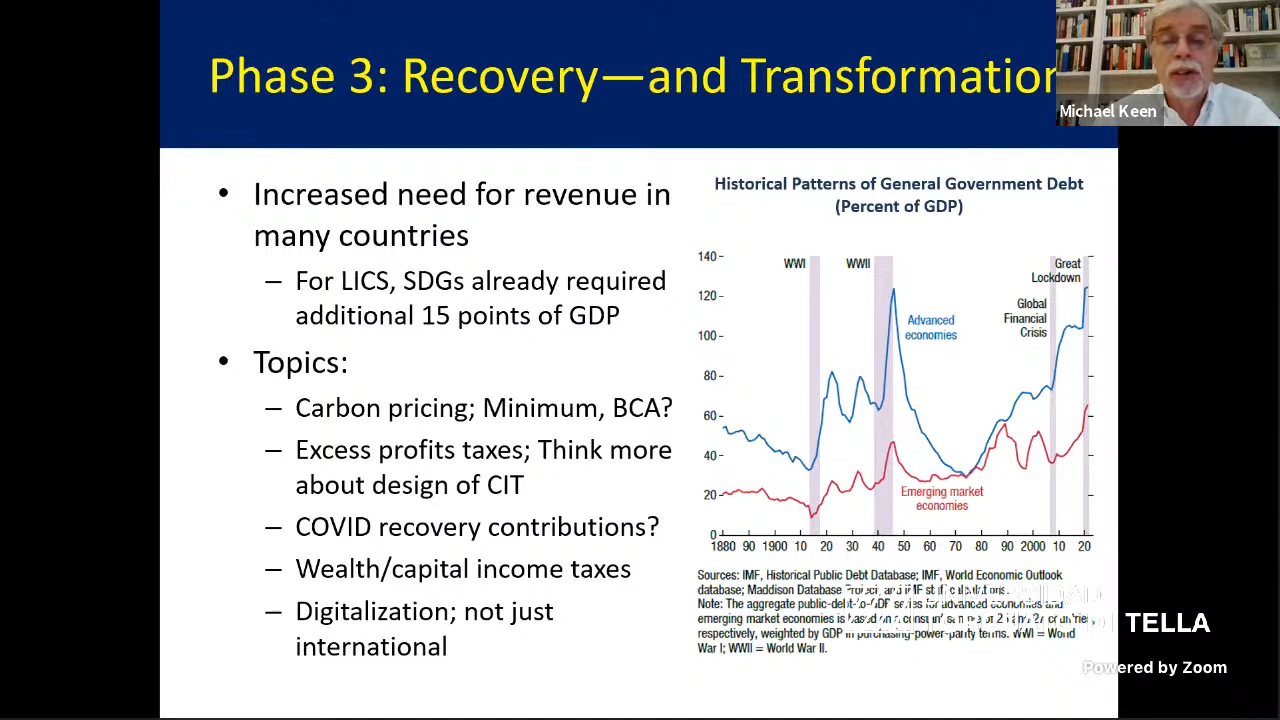 Phase 3: Recovery—and Transformation
Michael Keen
• Increased need for revenue in
many countries
– For LICS, SDGs already required
additional 15 points of GDP
• Topics:
– Carbon pricing; Minimum, BCA?
– Excess profits taxes; Think more
about design of CIT
– COVID recovery contributions?
– Wealth/capital income taxes
– Digitalization; not just
international
Historical Patterns of General Government Debt
(Percent of GDP)
140
120
100
80
60
40
20
0
WWI
WWII
Great
Lockdown
Global
Financial
Crisis
Advanced
economies
Emerging market
economies
1880 90 1900 10 20 30 40 50 60 70 80 90 2000 10 20
Sources: IMF, Historical Public Debt Database; IMF, World Economic Outlook
database; Maddison Database Project; and IMF staff calculations.
Note: The aggregate public-debt-to-GDP series for advanced economies and
emerging market economies is based on a constant sample of
respectively, weighted by GDP in purchasing-power-parity terms. WWI = World
War I; WWII = World War II.
TELLA
Powered by Zoom